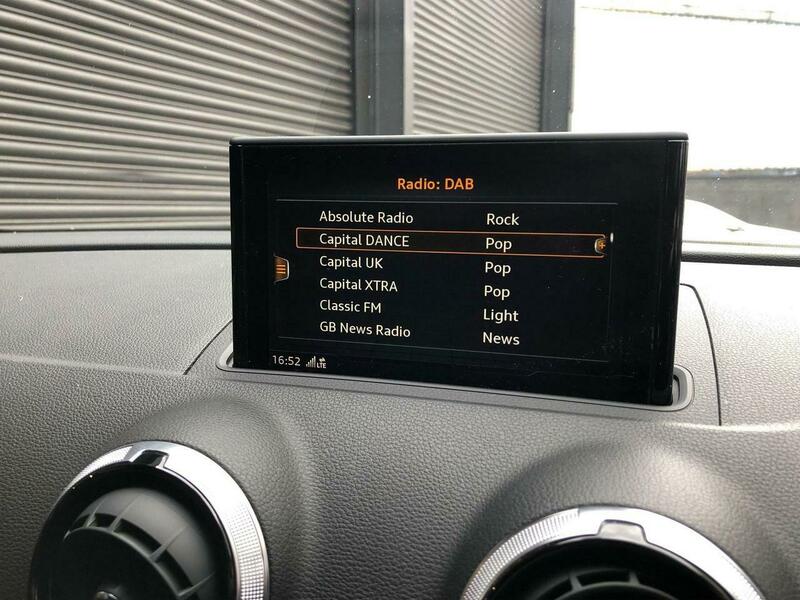 Radio: DAB
Absolute Radio Rock
Capital DANCE Pop
Capital UK Pop
Capital XTRA Pop
Classic FM Light
GB News Radio News
16:52 LTE